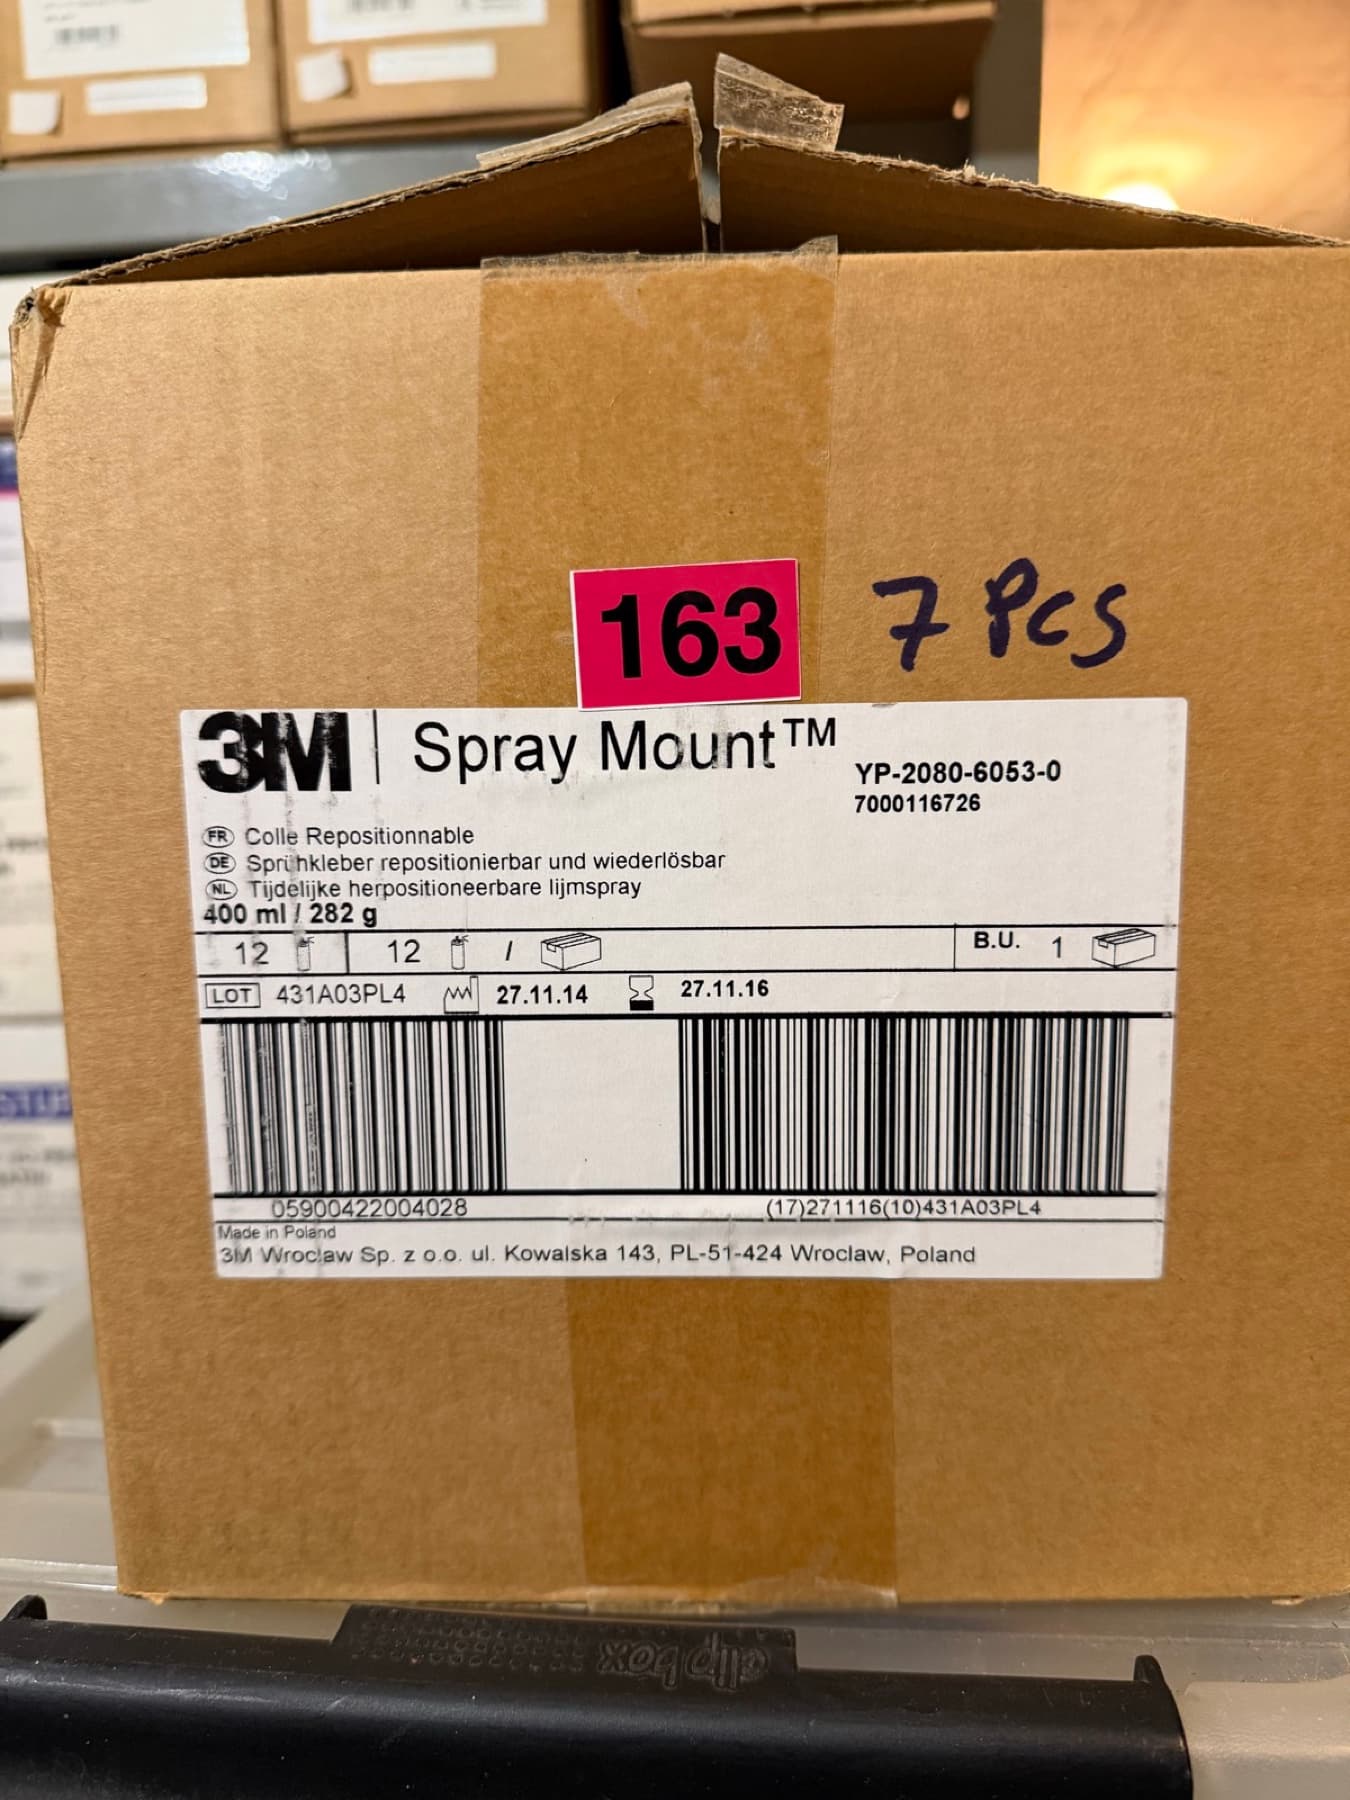 163
7 Pcs
3M Spray Mount™
YP-2080-6053-0
7000116726
FR Colle Repositionnable
DE Sprühkleber repositionierbar und wiederlösbar
NL Tijdelijke herpositioneerbare lijmspray
400 ml / 282 g
12 12 / B.U. 1
LOT 431A03PL4 27.11.14 27.11.16
05900422004028 (17)271116(10)431A03PL4
Made in Poland
3M Wroclaw Sp. z o.o. ul. Kowalska 143, PL-51-424 Wroclaw, Poland
clipbox